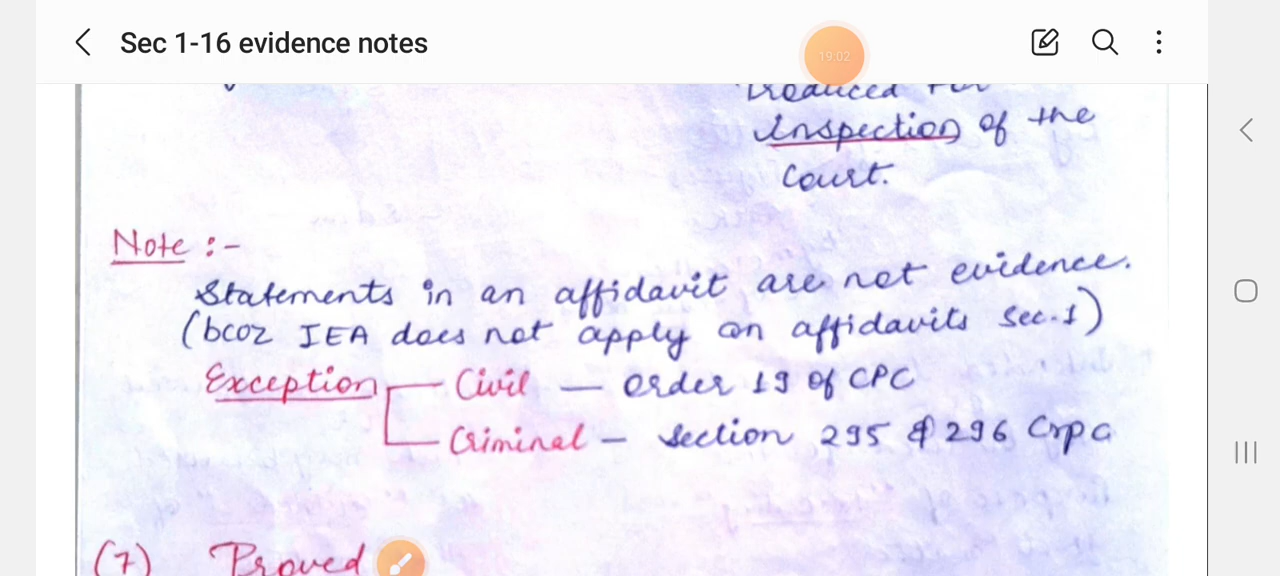 Sec 1-16 evidence notes
19:02
Inspection of the
Court.
Note :-
Statements in an affidavit are not evidence.
(bcoz IEA does not apply on affidavits Sec.1)
Exception — Civil — Order 19 of CPC
Criminal — Section 295 & 296 Crpc
(7) Proved